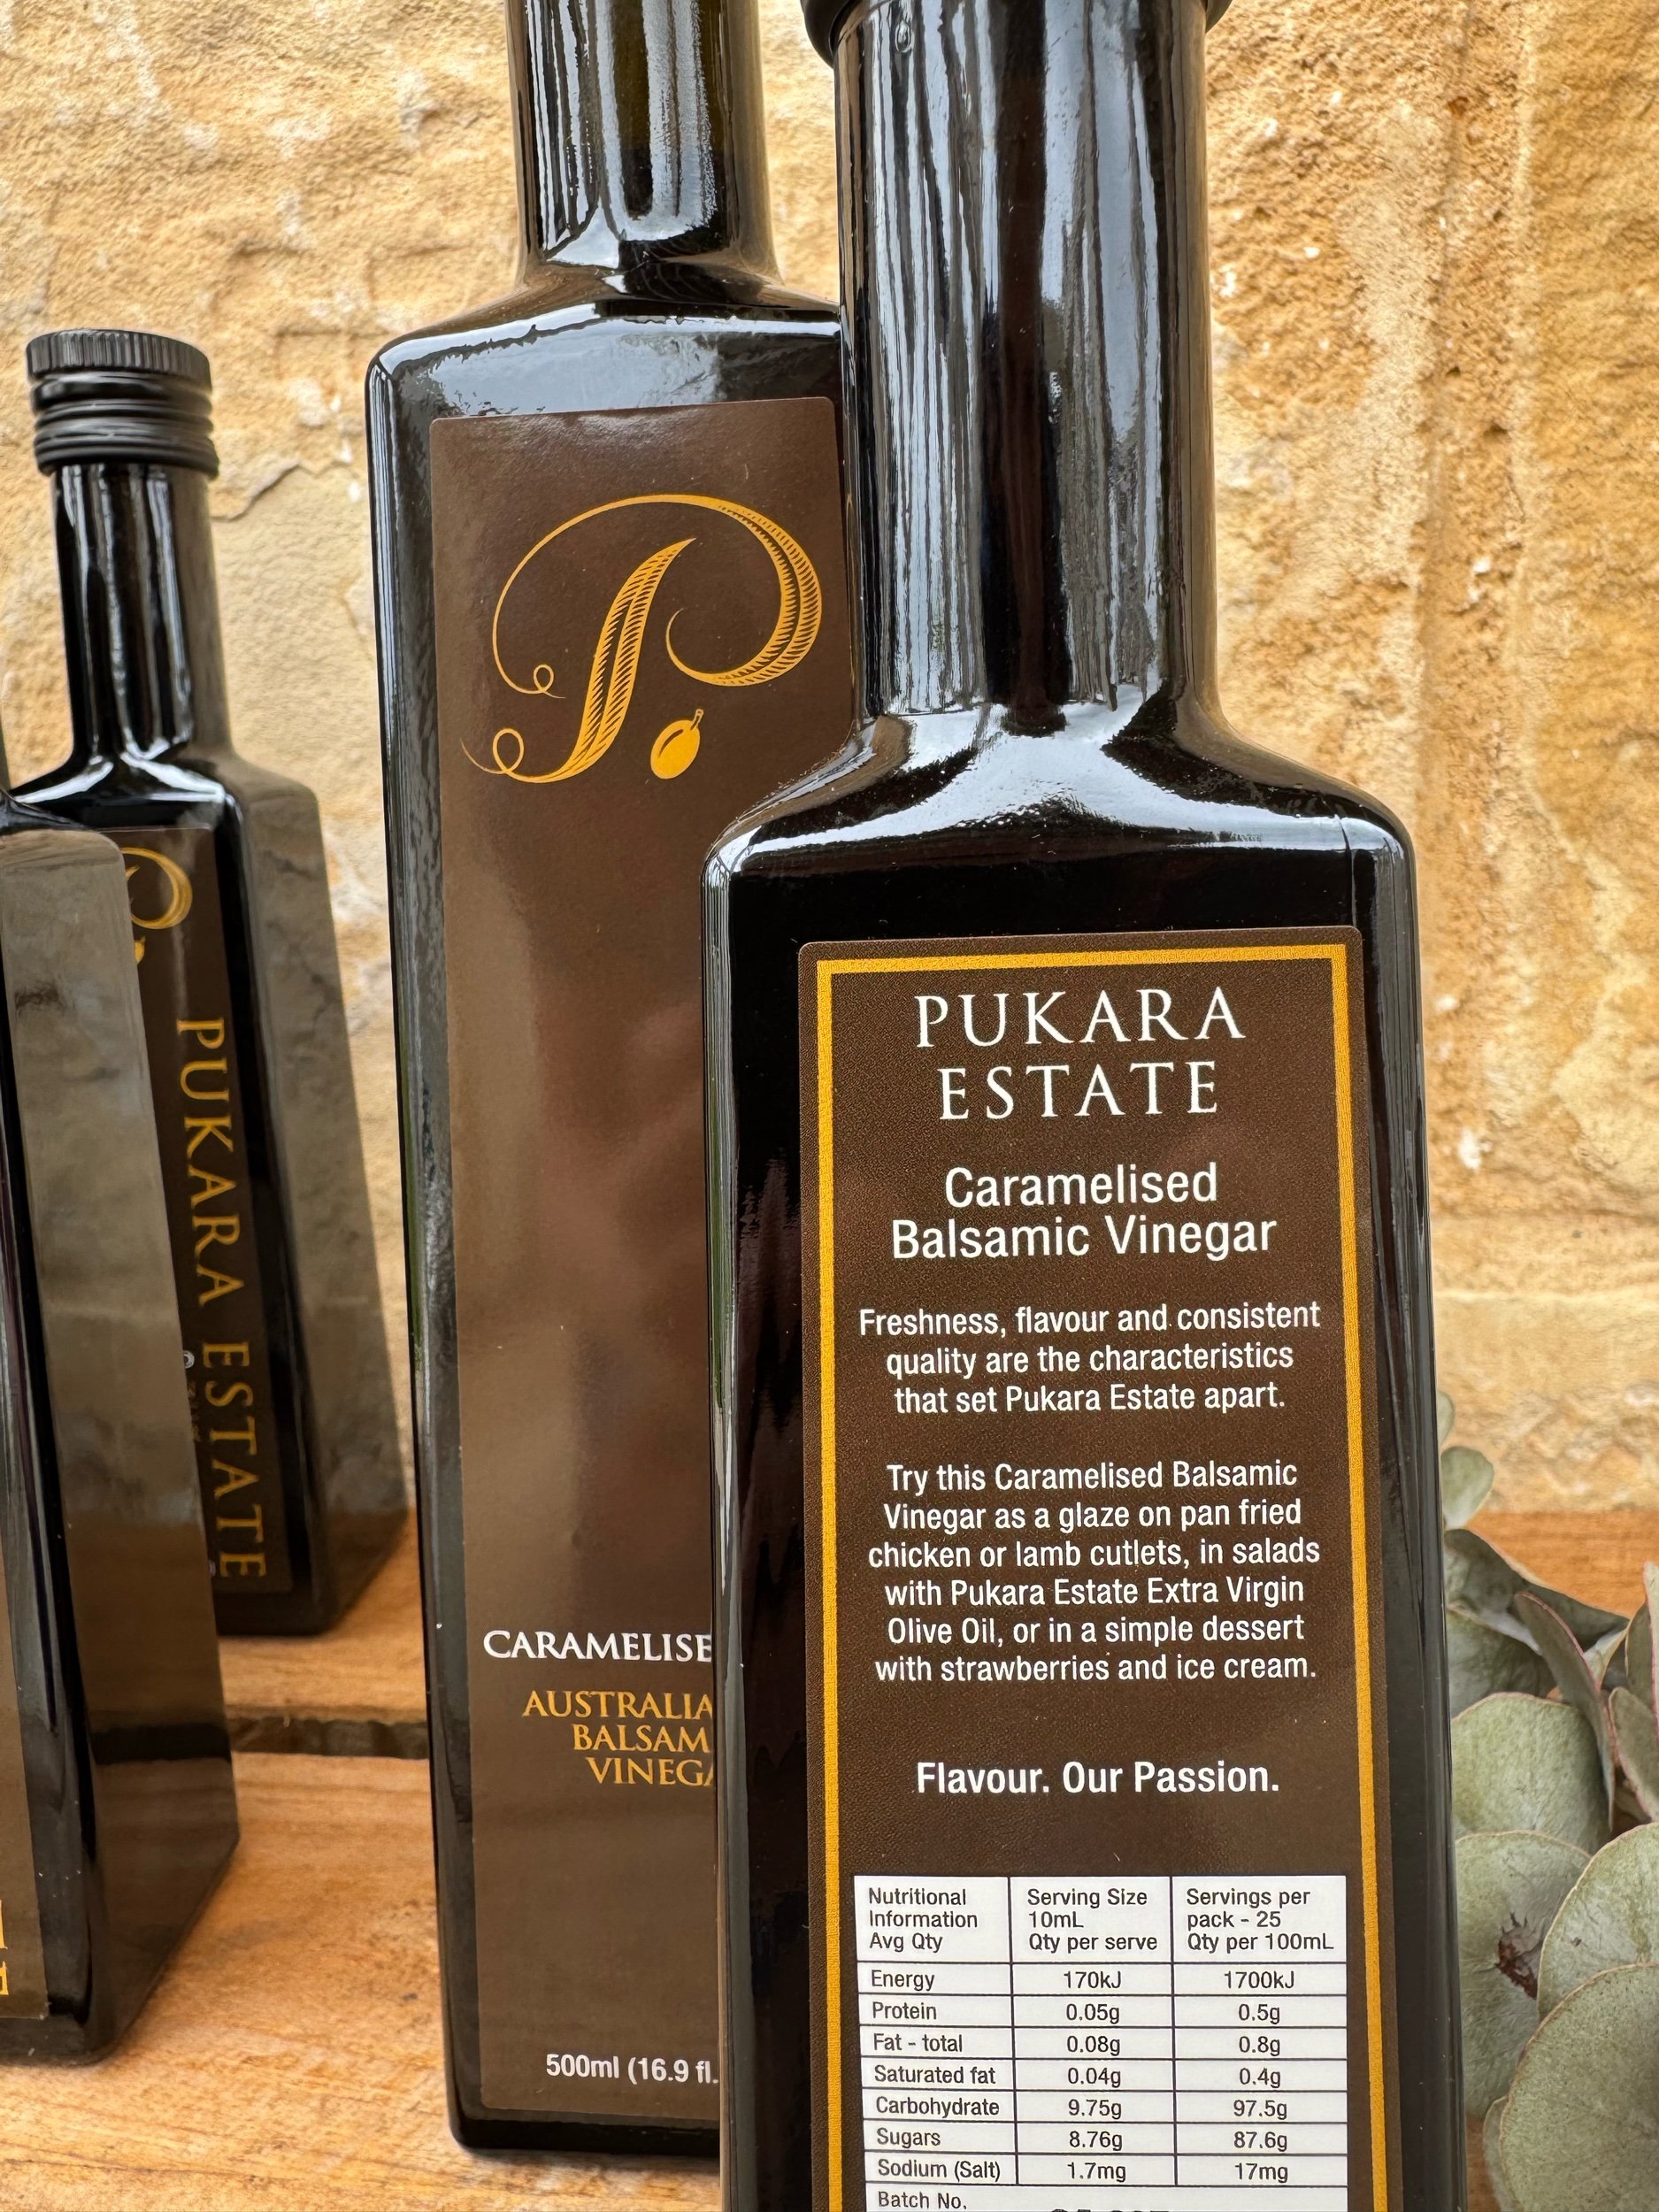 PUKARA ESTATE
CARAMELISE
AUSTRALIA
BALSAM
VINEGA
500ml (16.9 fl.
PUKARA
ESTATE
Caramelised
Balsamic Vinegar
Freshness, flavour and consistent
quality are the characteristics
that set Pukara Estate apart.
Try this Caramelised Balsamic
Vinegar as a glaze on pan fried
chicken or lamb cutlets, in salads
with Pukara Estate Extra Virgin
Olive Oil, or in a simple dessert
with strawberries and ice cream.
Flavour. Our Passion.
Nutritional Information Avg Qty Serving Size 10mL Qty per serve Servings per pack - 25 Qty per 100mL
Energy 170kJ 1700kJ
Protein 0.05g 0.5g
Fat - total 0.08g 0.8g
Saturated fat 0.04g 0.4g
Carbohydrate 9.75g 97.5g
Sugars 8.76g 87.6g
Sodium (Salt) 1.7mg 17mg
Batch No.